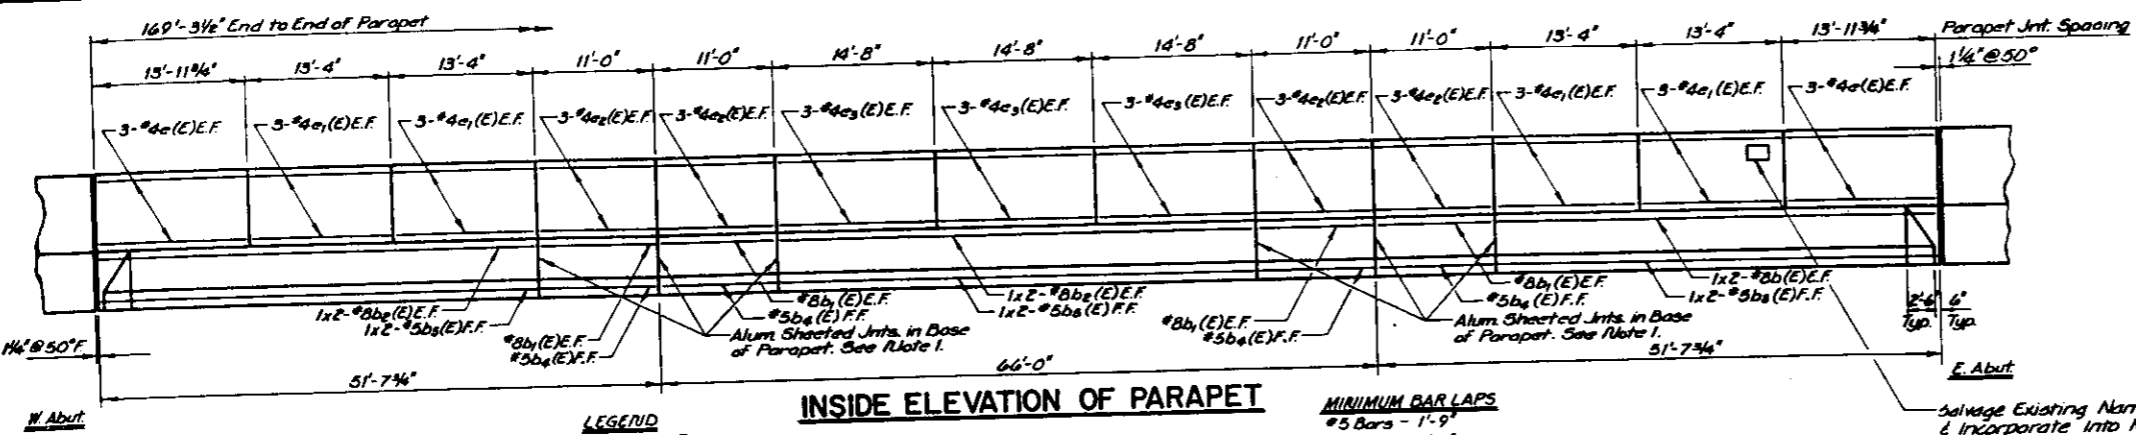 169'-3½" End to End of Parapet
13'-11¾" 13'-4" 13'-4" 11'-0" 11'-0" 14'-8" 14'-8" 14'-8" 11'-0" 11'-0" 13'-4" 13'-4" 13'-11¾" Parapet Jnt. Spacing
1¼" @ 50°
3-#4e(E)E.F. 3-#4e₁(E)E.F. 3-#4e₁(E)E.F. 3-#4e₂(E)E.F. 3-#4e₂(E)E.F. 3-#4e₃(E)E.F. 3-#4e₃(E)E.F. 3-#4e₃(E)E.F. 3-#4e₂(E)E.F. 3-#4e₂(E)E.F. 3-#4e₁(E)E.F. 3-#4e₁(E)E.F. 3-#4e(E)E.F.
1x2-#8b₂(E)E.F.
1x2-#5b₅(E)F.F.
#8b₁(E)E.F.
#5b₄(E)F.F.
#8b₁(E)E.F.
#5b₄(E)F.F.
Alum. Sheeted Jnts. in Base
of Parapet. See Note 1.
1x2-#8b₂(E)E.F.
1x2-#5b₆(E)F.F.
#8b₁(E)E.F.
#5b₄(E)F.F.
#8b₁(E)E.F.
#5b₄(E)F.F.
Alum. Sheeted Jnts. in Base
of Parapet. See Note 1.
1x2-#8b(E)E.F.
1x2-#5b₅(E)F.F.
2'-6" 6"
Typ. Typ.
1¼" @ 50°F.
51'-7¾" 66'-0" 51'-7¾"
W. Abut. E. Abut.
INSIDE ELEVATION OF PARAPET
LEGEND
MINIMUM BAR LAPS
#5 Bars - 1'-9"
Salvage Existing
& Incorporate Into